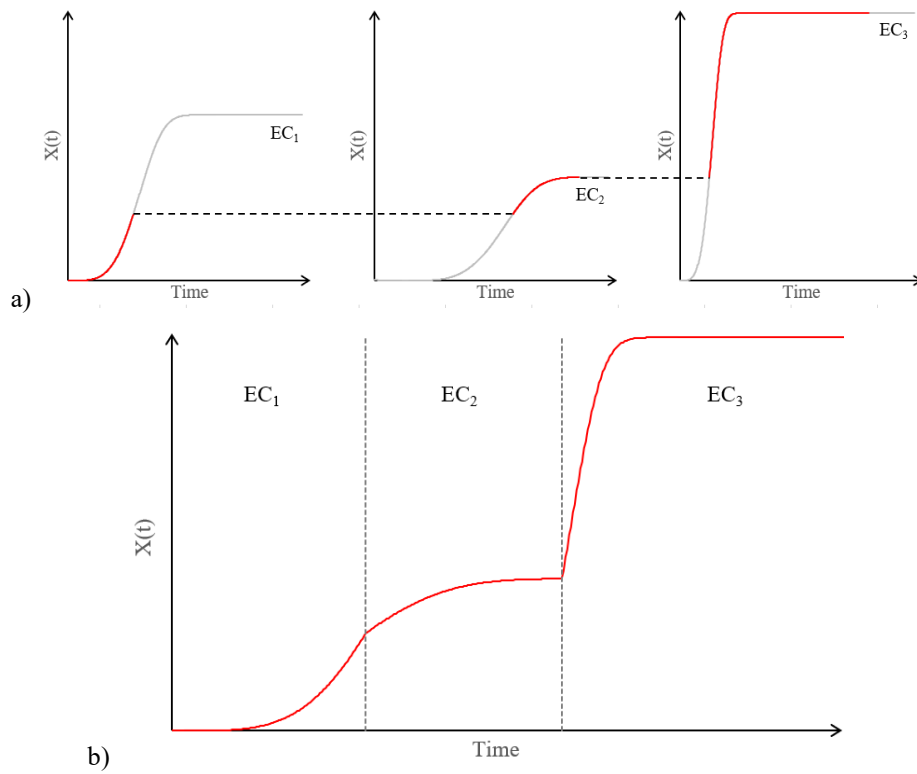 X(t)
EC₁
Time
X(t)
EC₂
Time
X(t)
EC₃
Time
a)
X(t)
EC₁
EC₂
EC₃
Time
b)